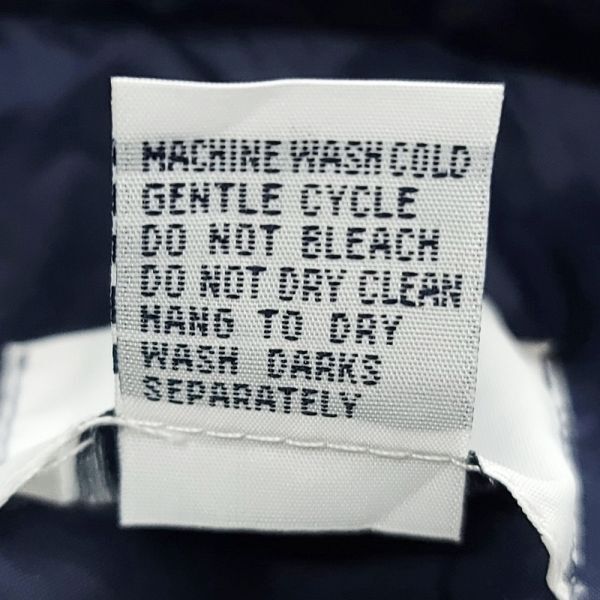 MACHINE WASH COLD
GENTLE CYCLE
DO NOT BLEACH
DO NOT DRY CLEAN
HANG TO DRY
WASH DARKS
SEPARATELY